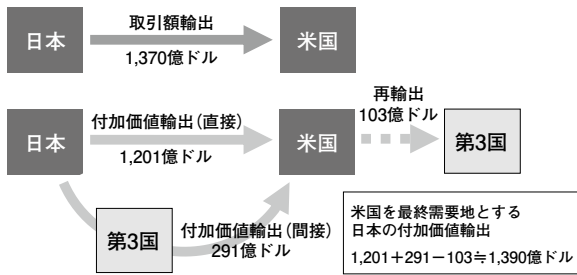 取引額輸出
日本
米国
1,370億ドル
再輸出
103億ドル
付加価値輸出(直接)
日本
米国
第3国
1,201億ドル
付加価値輸出(間接)
291億ドル
第3国
米国を最終需要地とする
日本の付加価値輸出
1,201+291-103≒1,390億ドル